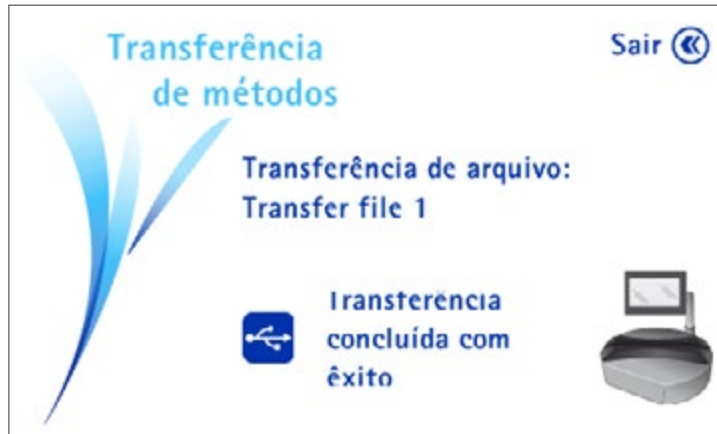 Transferência
de métodos
Sair
Transferência de arquivo:
Transfer file 1
Transferência
concluída com
êxito